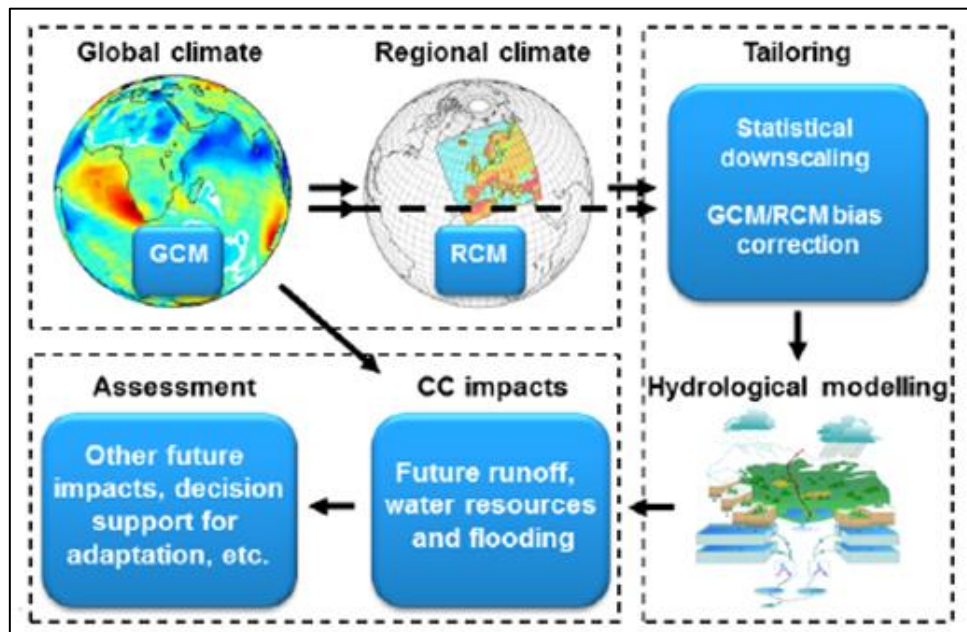 Global climate
Regional climate
Tailoring
GCM
RCM
Statistical
downscaling
GCM/RCM bias
correction
Assessment
CC impacts
Hydrological modelling
Other future
impacts, decision
support for
adaptation, etc.
Future runoff,
water resources
and flooding